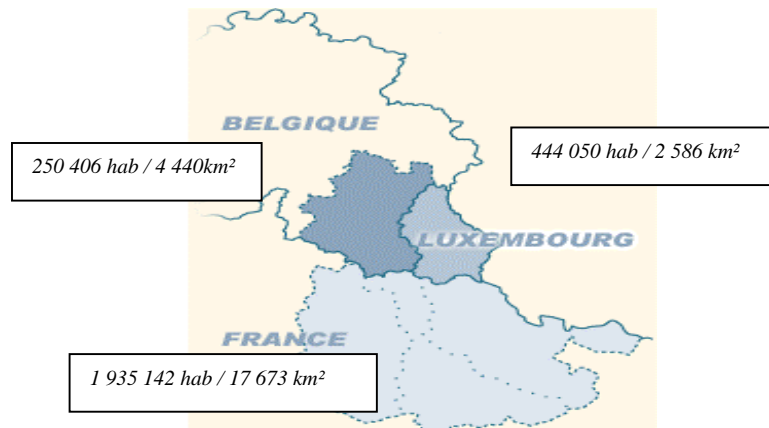 BELGIQUE
444 050 hab / 2 586 km²
250 406 hab / 4 440km²
LUXEMBOURG
FRANCE
1 935 142 hab / 17 673 km²